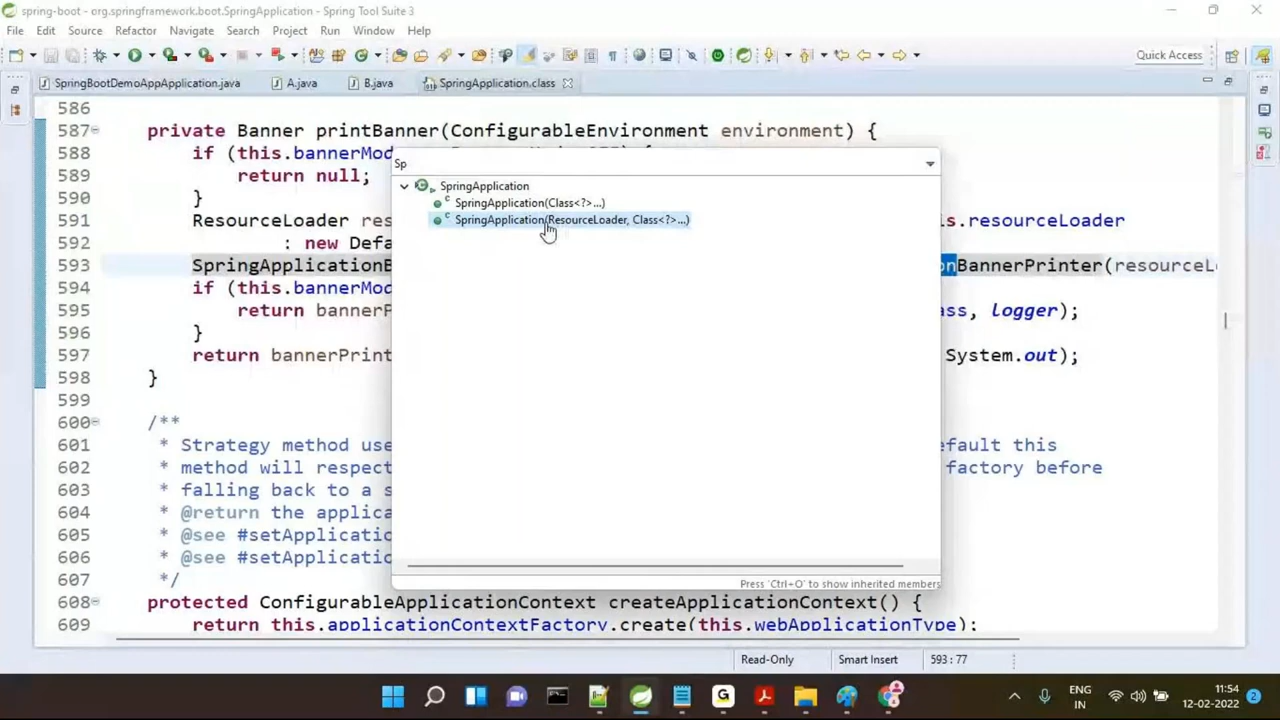 spring-boot - org.springframework.boot.SpringApplication - Spring Tool Suite 3
File Edit Source Refactor Navigate Search Project Run Window Help
Quick Access
SpringBootDemoAppApplication.java A.java B.java SpringApplication.class
586
587 private Banner printBanner(ConfigurableEnvironment environment) {
588 if (this.bannerMod
589 return null;
590 }
591 ResourceLoader res s.resourceLoader
592 : new Defa
593 SpringApplicationB onBannerPrinter(resourceL
594 if (this.bannerMod
595 return bannerP ass, logger);
596 }
597 return bannerPrint System.out);
598 }
599
600 /**
601 * Strategy method use efault this
602 * method will respect factory before
603 * falling back to a s
604 * @return the applica
605 * @see #setApplicati
606 * @see #setApplicati
607 */
608 protected ConfigurableApplicationContext createApplicationContext() {
609 return this.applicationContextFactory.create(this.webApplicationType);
Sp
SpringApplication
SpringApplication(Class<?>...)
SpringApplication(ResourceLoader, Class<?>...)
Press 'Ctrl+O' to show inherited members
Read-Only Smart Insert 593 : 77
ENG
IN
11:54
12-02-2022
2